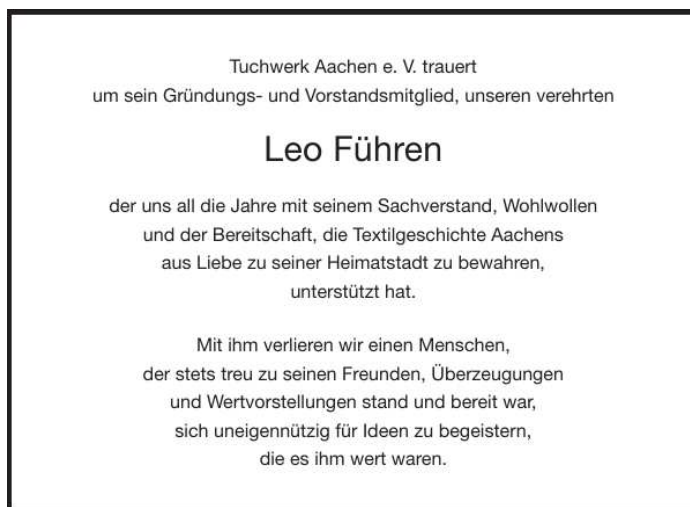 Tuchwerk Aachen e. V. trauert
um sein Gründungs- und Vorstandsmitglied, unseren verehrten
Leo Führen
der uns all die Jahre mit seinem Sachverstand, Wohlwollen
und der Bereitschaft, die Textilgeschichte Aachens
aus Liebe zu seiner Heimatstadt zu bewahren,
unterstützt hat.
Mit ihm verlieren wir einen Menschen,
der stets treu zu seinen Freunden, Überzeugungen
und Wertvorstellungen stand und bereit war,
sich uneigennützig für Ideen zu begeistern,
die es ihm wert waren.